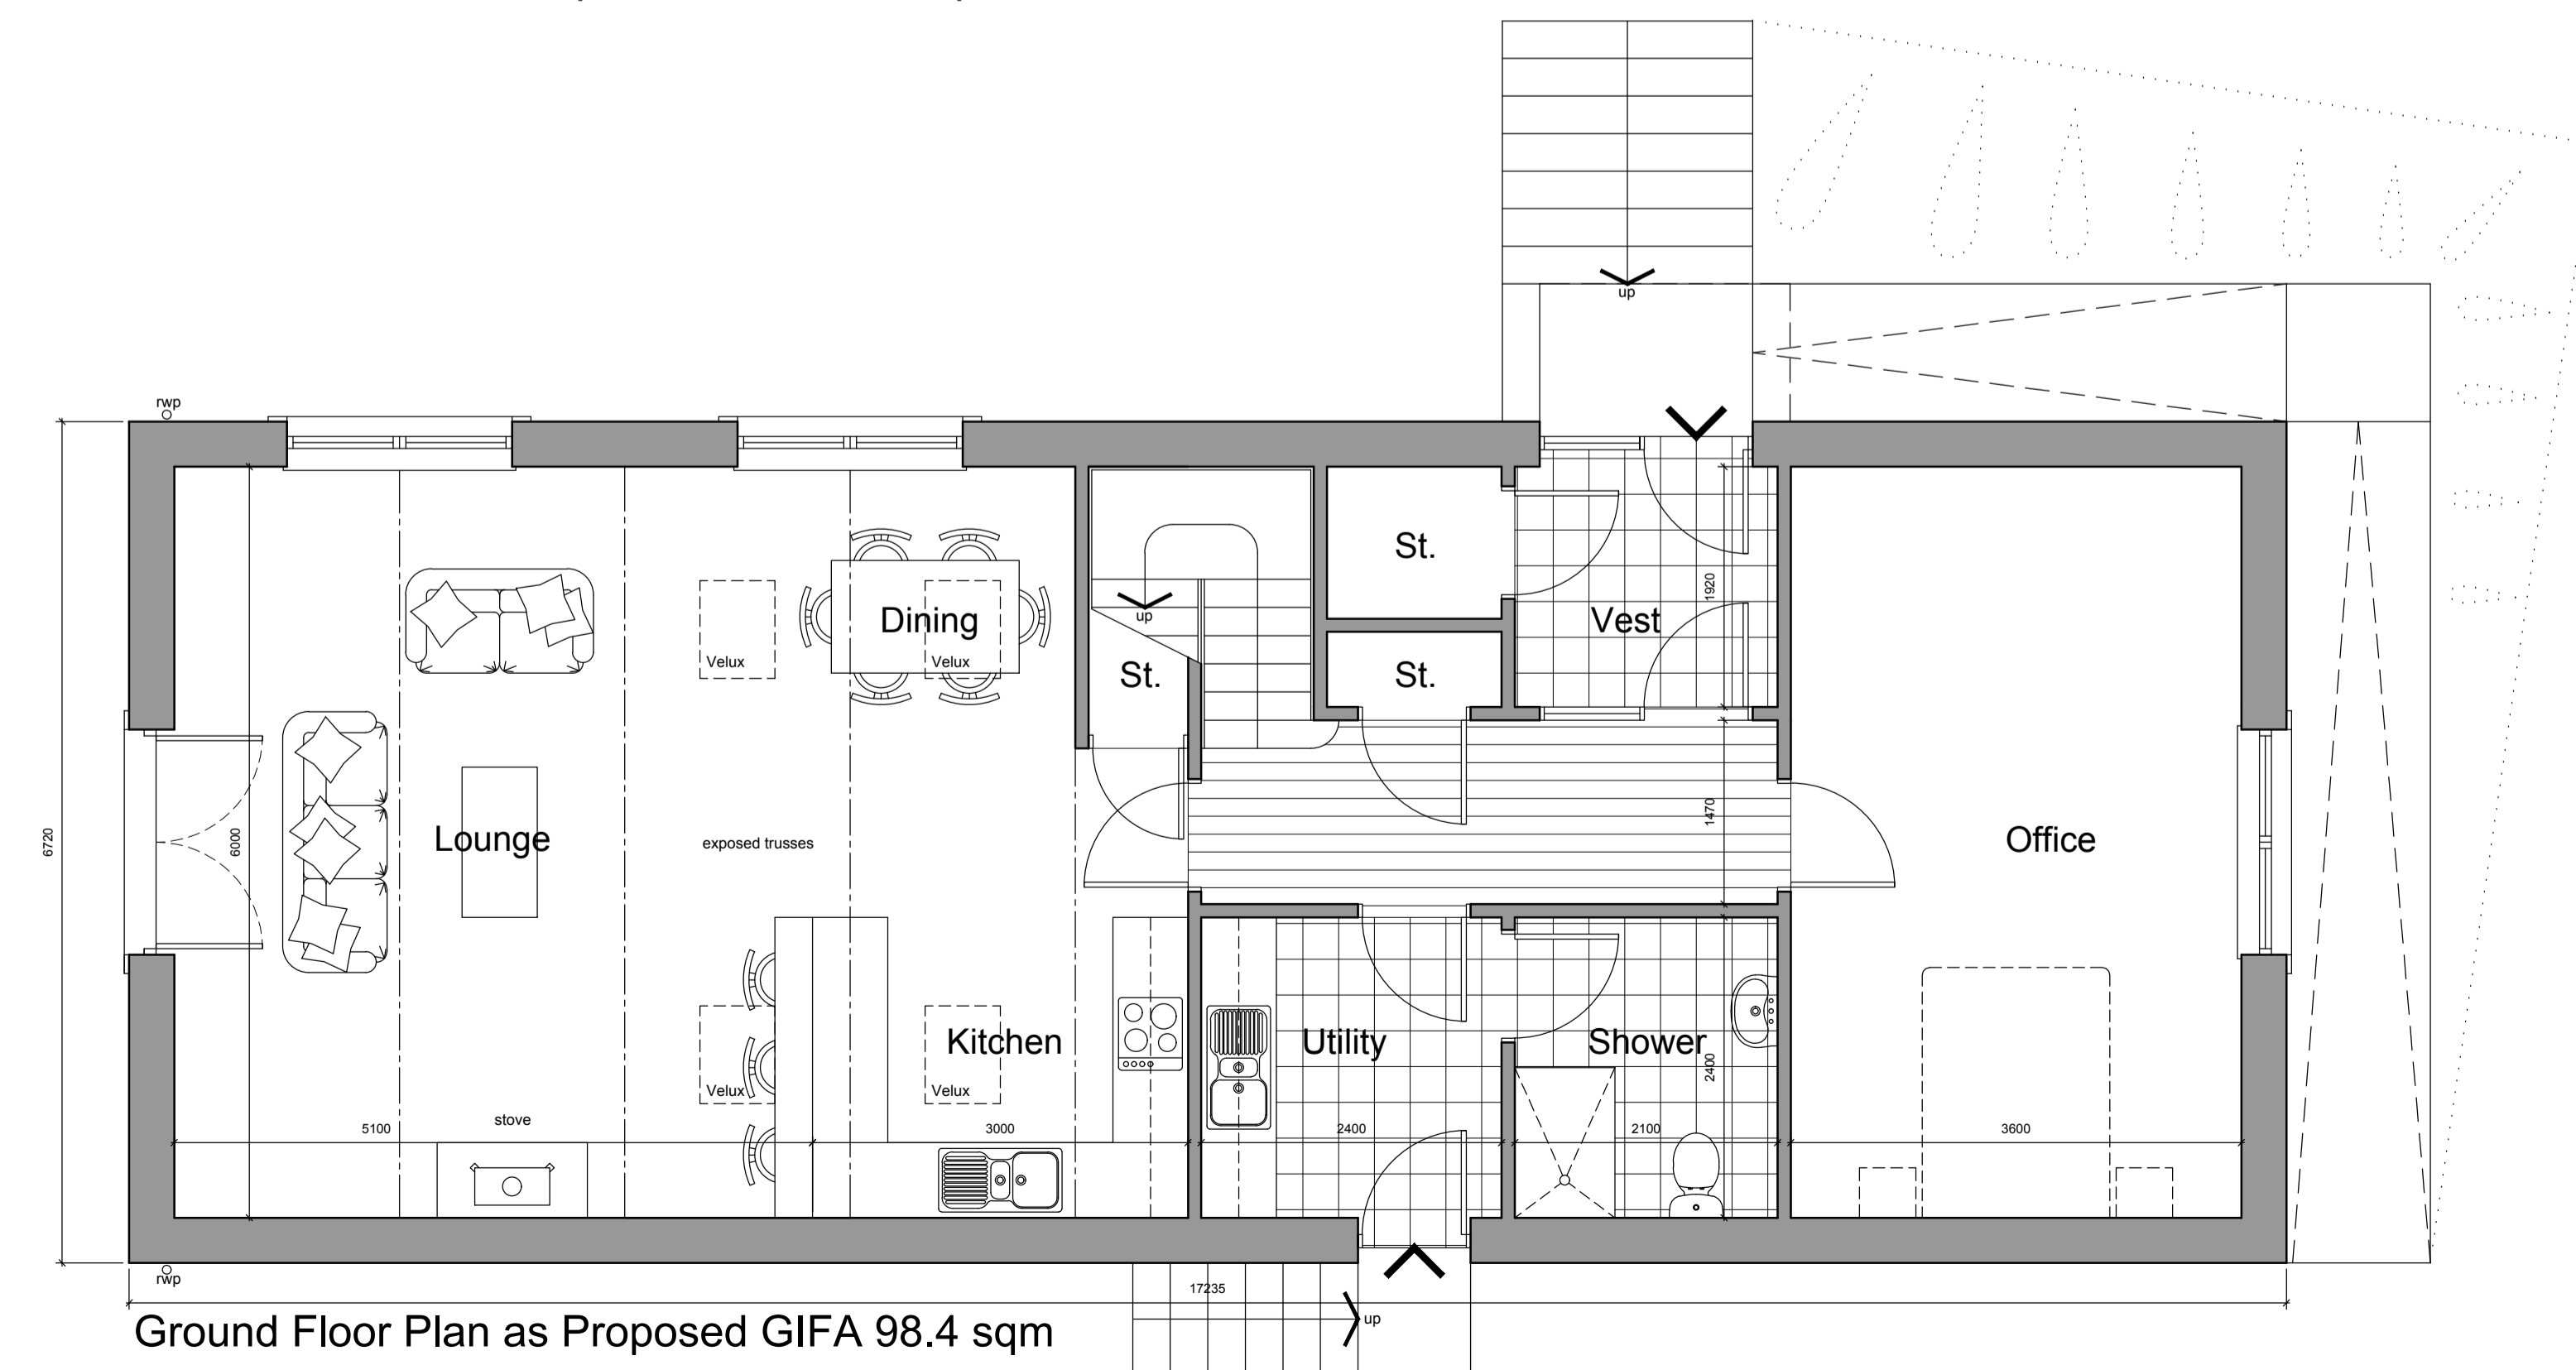 up
rwp
St.
1920
Dining
Vest
up
Velux
Velux
St.
St.
6720
6000
Lounge
exposed trusses
1470
Office
Kitchen
Utility
Shower
2400
Velux
Velux
stove
5100
3000
2400
2100
3600
rwp
17235
up
Ground Floor Plan as Proposed GIFA 98.4 sqm